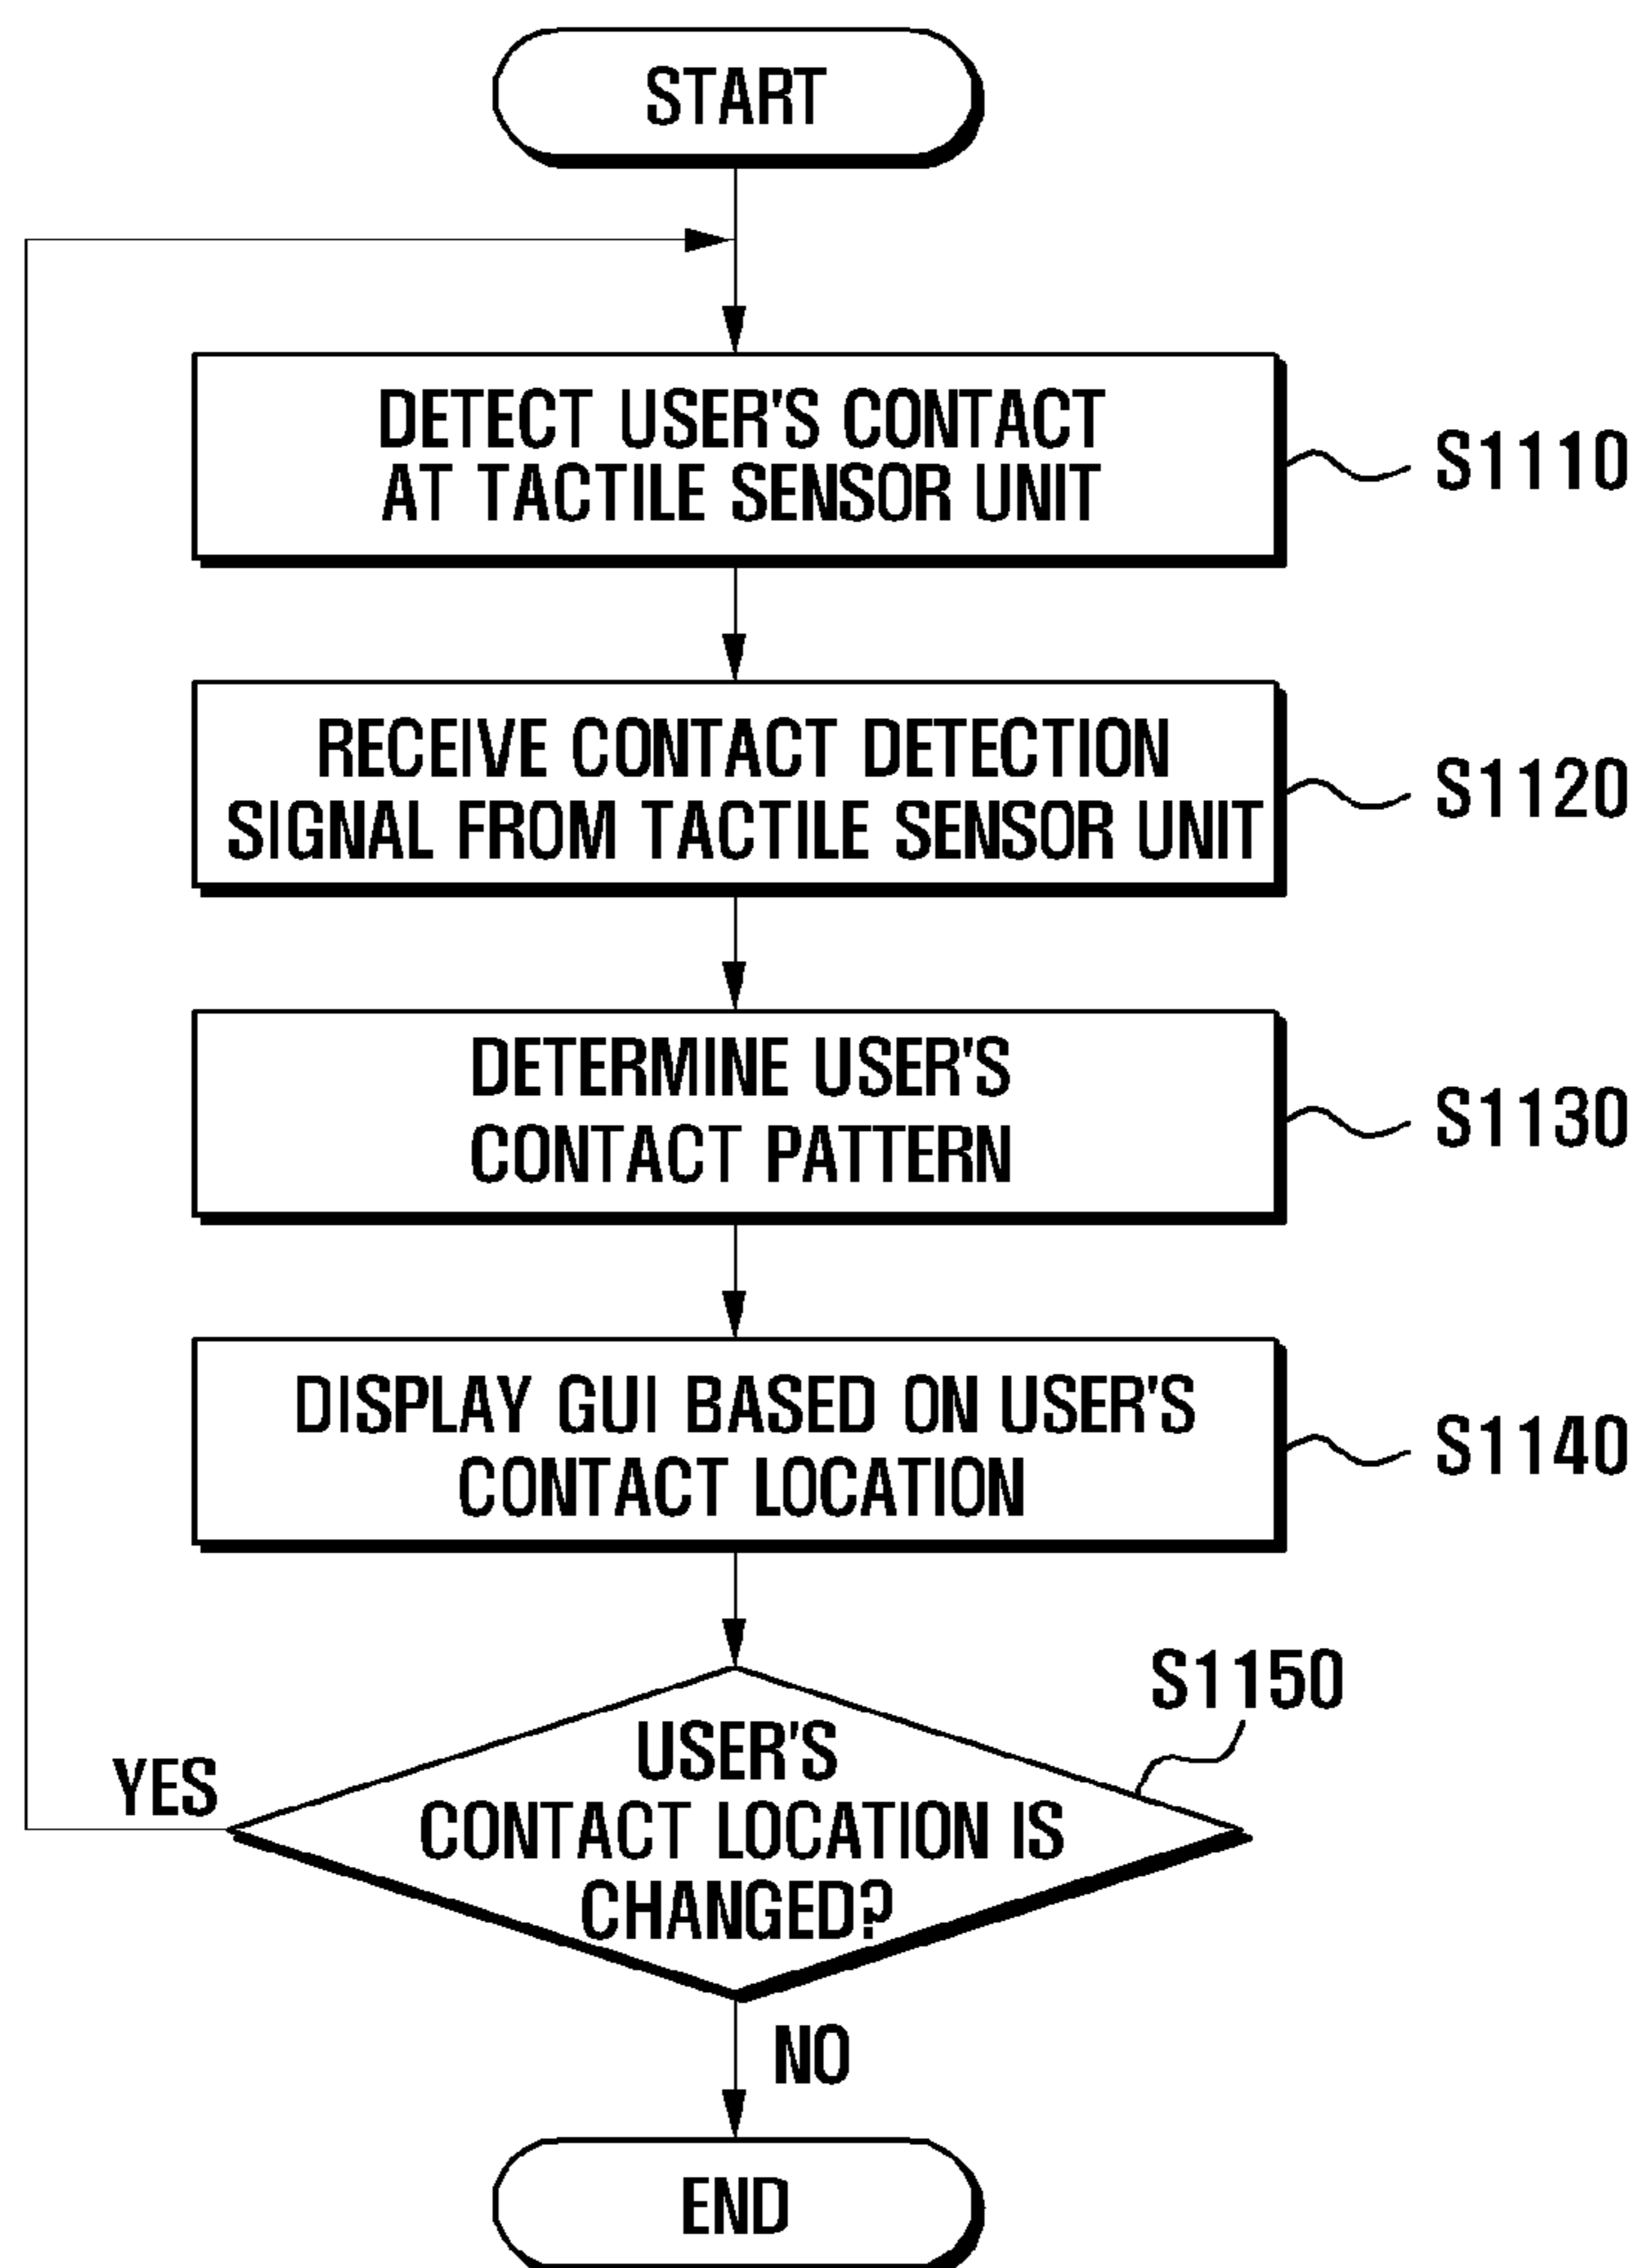 START
DETECT USER'S CONTACT
AT TACTILE SENSOR UNIT
S1110
RECEIVE CONTACT DETECTION
SIGNAL FROM TACTILE SENSOR UNIT
S1120
DETERMINE USER'S
CONTACT PATTERN
S1130
DISPLAY GUI BASED ON USER'S
CONTACT LOCATION
S1140
S1150
USER'S
CONTACT LOCATION IS
CHANGED?
YES
NO
END